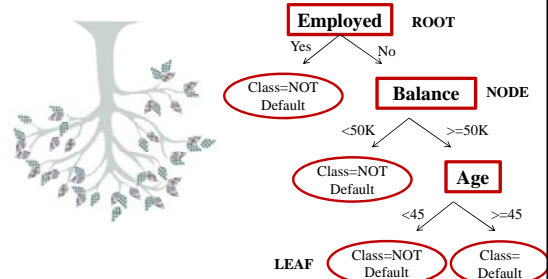 Employed ROOT
Yes No
Class=NOT
Default
Balance NODE
<50K >=50K
Class=NOT
Default
Age
<45 >=45
LEAF
Class=NOT
Default
Class=
Default